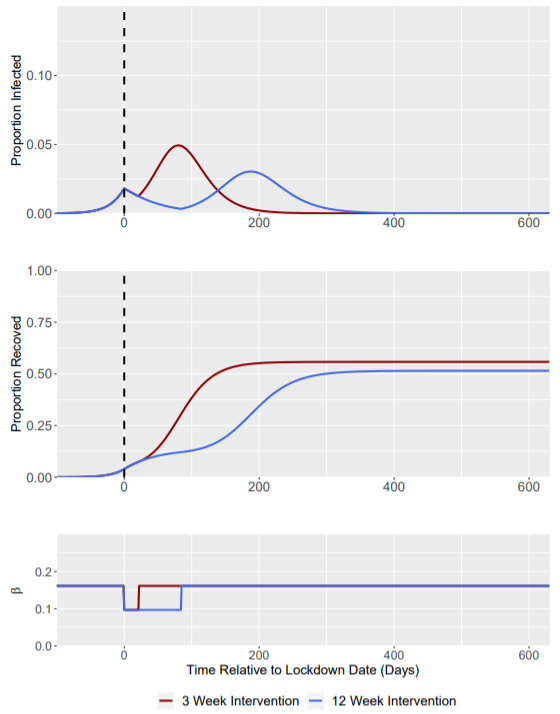 Proportion Infected
0.10
0.05
0.00
0 200 400 600
Proportion Recoved
1.00
0.75
0.50
0.25
0.00
0 200 400 600
β
0.2
0.1
0.0
0 200 400 600
Time Relative to Lockdown Date (Days)
3 Week Intervention 12 Week Intervention